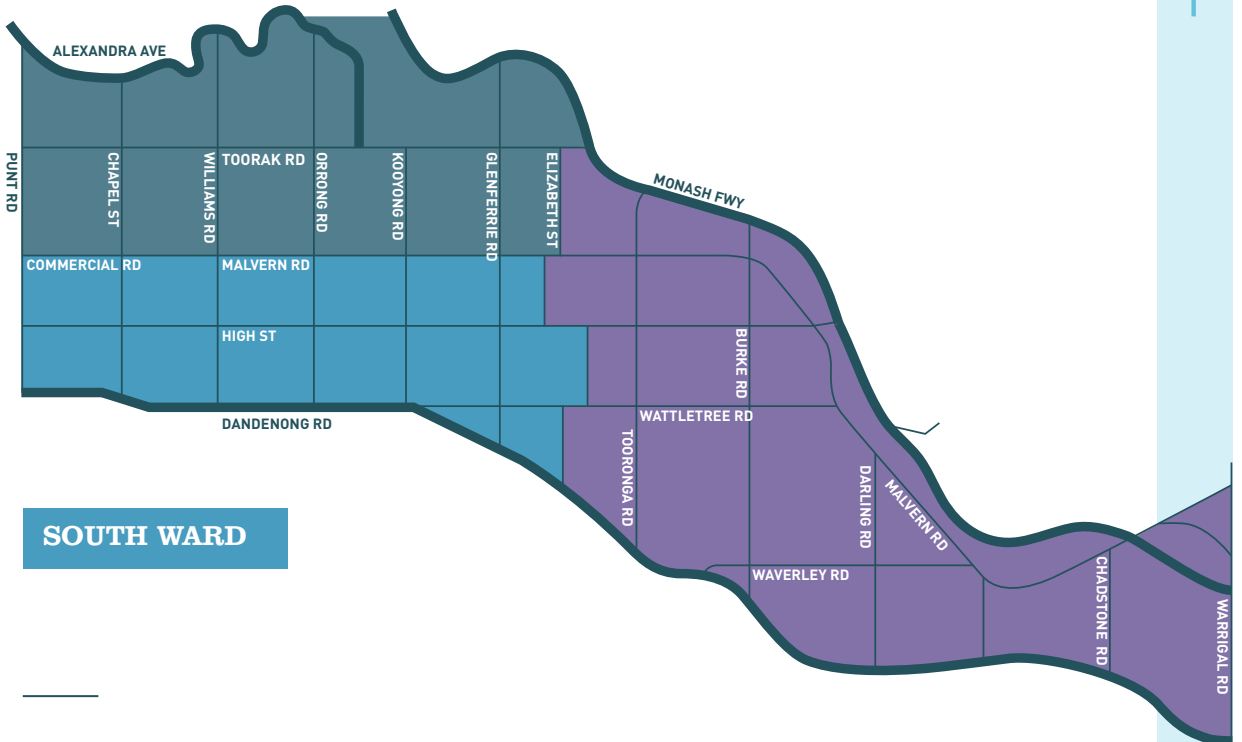 ALEXANDRA AVE
PUNT RD
CHAPEL ST
WILLIAMS RD
TOORAK RD
ORRONG RD
KOOYONG RD
GLENFERRIE RD
ELIZABETH ST
MONASH FWY
COMMERCIAL RD
MALVERN RD
HIGH ST
BURKE RD
DANDENONG RD
WATTLETREE RD
TOORONGA RD
DARLING RD
MALVERN RD
SOUTH WARD
WAVERLEY RD
CHADSTONE RD
WARRIGAL RD